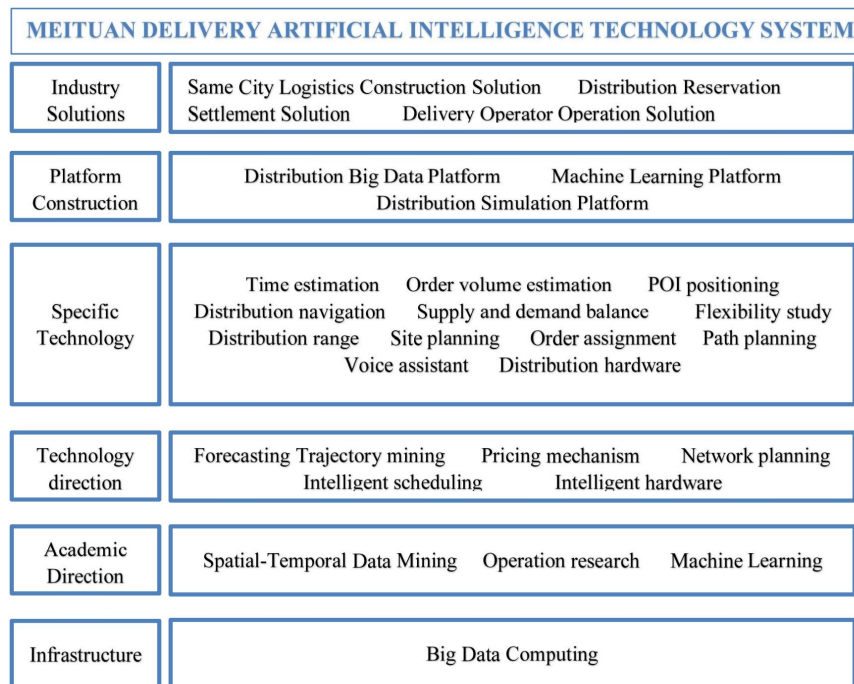 MEITUAN DELIVERY ARTIFICIAL INTELLIGENCE TECHNOLOGY SYSTEM
Industry
Solutions
Same City Logistics Construction Solution Distribution Reservation
Settlement Solution Delivery Operator Operation Solution
Platform
Construction
Distribution Big Data Platform Machine Learning Platform
Distribution Simulation Platform
Specific
Technology
Time estimation Order volume estimation POI positioning
Distribution navigation Supply and demand balance Flexibility study
Distribution range Site planning Order assignment Path planning
Voice assistant Distribution hardware
Technology
direction
Forecasting Trajectory mining Pricing mechanism Network planning
Intelligent scheduling Intelligent hardware
Academic
Direction
Spatial-Temporal Data Mining Operation research Machine Learning
Infrastructure
Big Data Computing